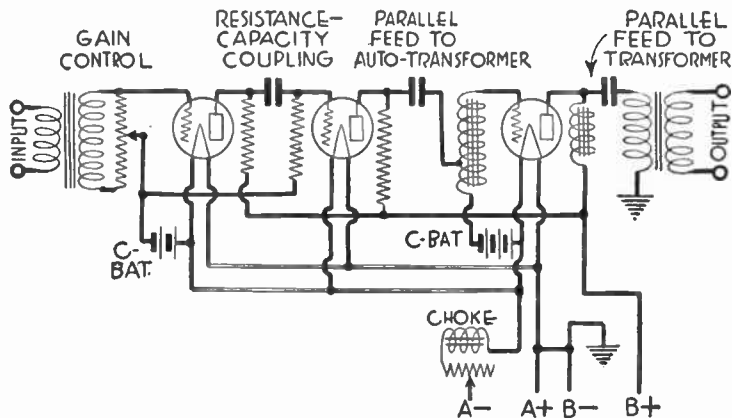 GAIN
CONTROL
RESISTANCE-
CAPACITY
COUPLING
PARALLEL
FEED TO
AUTO-TRANSFORMER
PARALLEL
FEED TO
TRANSFORMER
INPUT
OUTPUT
C-
BAT.
C-BAT
CHOKE
A-
A+
B-
B+